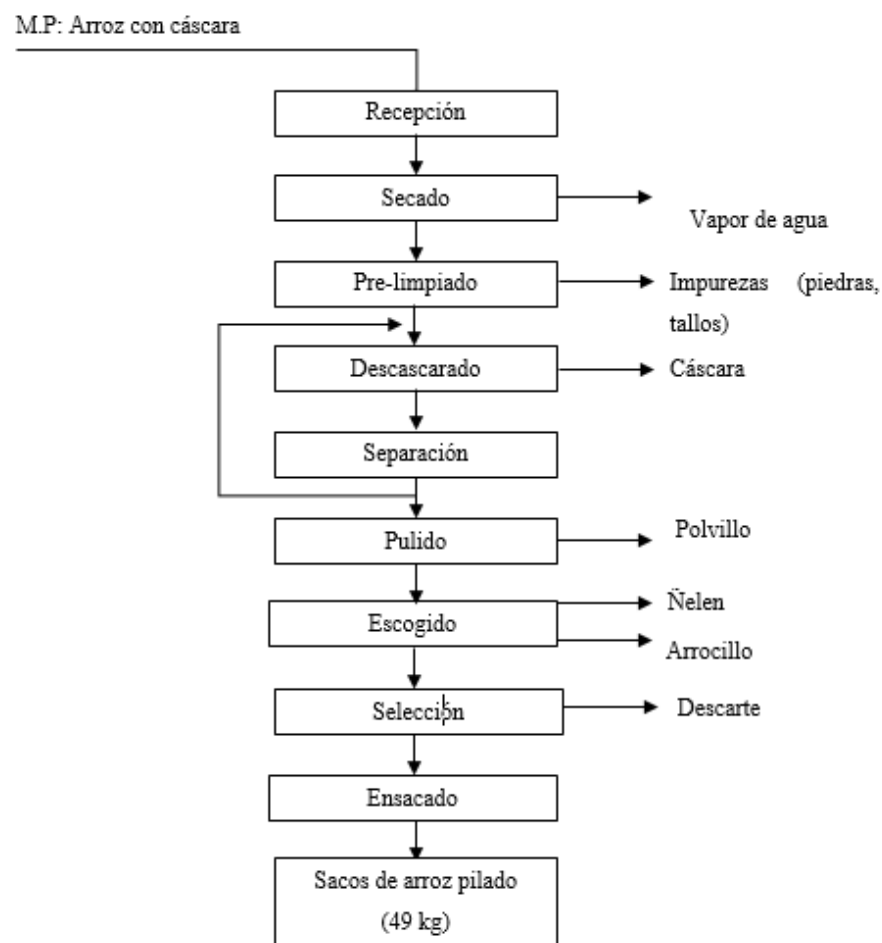 M.P: Arroz con cáscara
Recepción
Secado
Vapor de agua
Pre-limpiado
Impurezas (piedras,
tallos)
Descascarado
Cáscara
Separación
Pulido
Polvillo
Escogido
Ñelen
Arrocillo
Selección
Descarte
Ensacado
Sacos de arroz pilado
(49 kg)